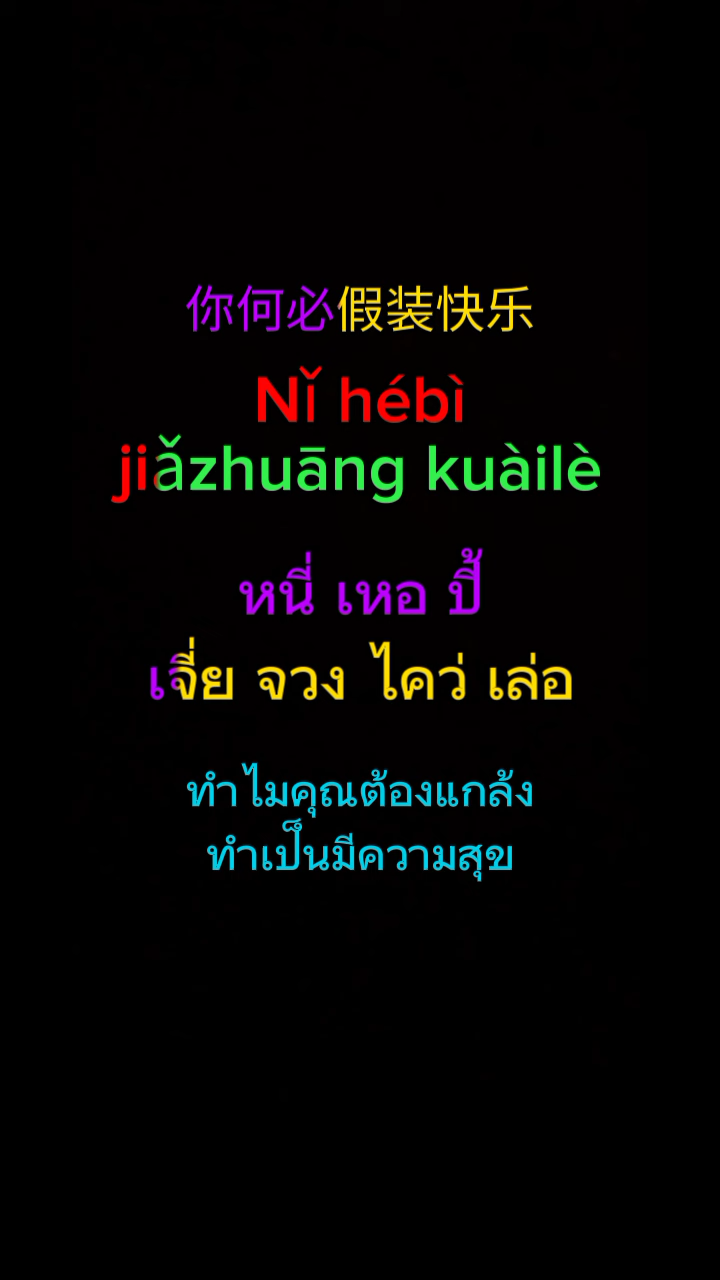 你何必假装快乐
Nǐ hébì
jiǎzhuāng kuàilè
หนี่ เหอ ปี้
เจี่ย จวง ไคว่ เล่อ
ทำไมคุณต้องแกล้ง
ทำเป็นมีความสุข